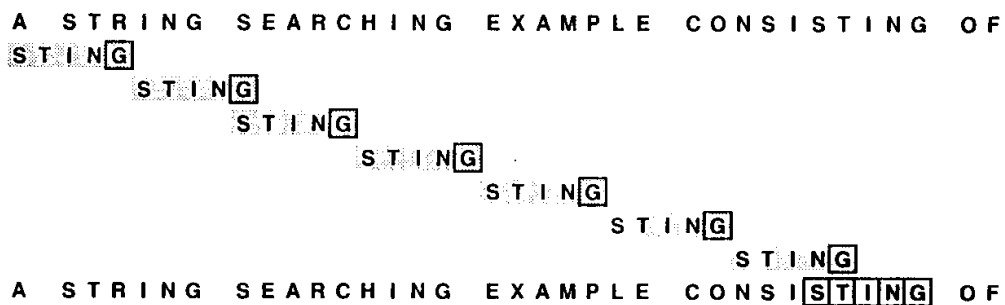 A STRING SEARCHING EXAMPLE CONSISTING OF
STING
STING
STING
STING
STING
STING
STING
A STRING SEARCHING EXAMPLE CONSISTING OF